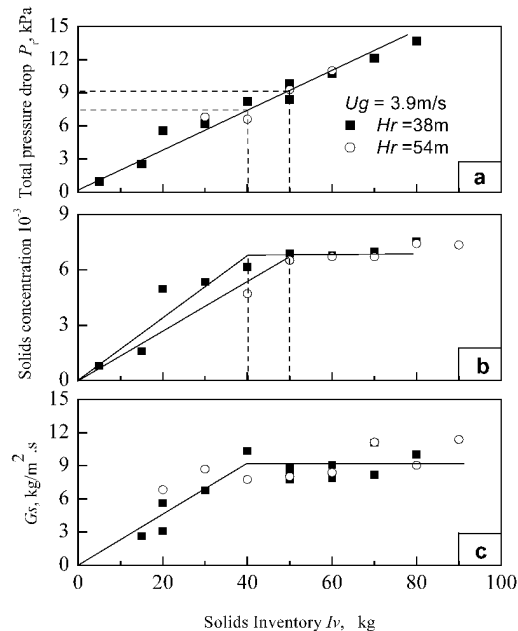 Total pressure drop Pr, kPa
15
12
9
6
3
0
Ug = 3.9m/s
Hr =38m
Hr =54m
a
Solids concentration 10-3
9
6
3
0
b
Gs, kg/m2.s
15
12
9
6
3
0
c
0 20 40 60 80 100
Solids Inventory Iv, kg